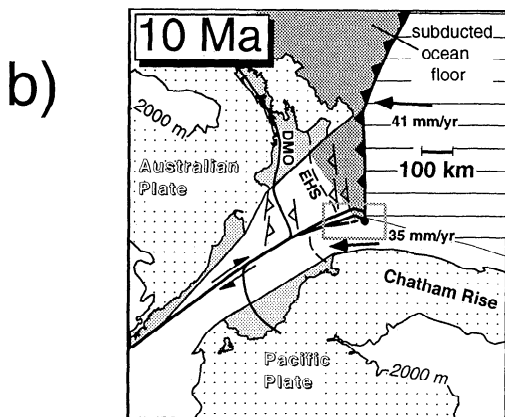 b)
10 Ma
subducted
ocean
floor
2000 m
41 mm/yr
DMO
Australian
Plate
EHS
100 km
35 mm/yr
Chatham Rise
Pacific
Plate
2000 m